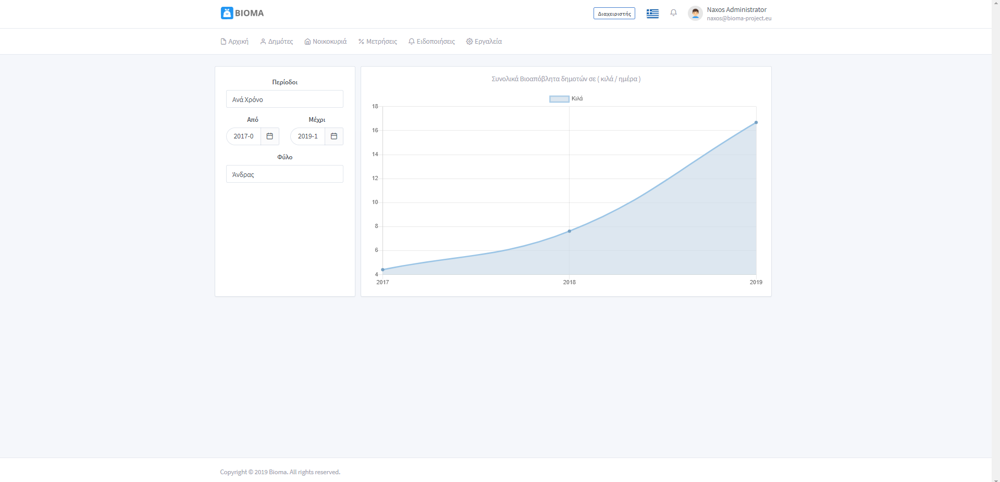 BIOMA
Διαχειριστής
Naxos Administrator
naxos@bioma-project.eu
Αρχική Δημότες Νοικοκυριά Μετρήσεις Ειδοποιήσεις Εργαλεία
Περίοδοι
Ανά Χρόνο
Από Μέχρι
2017-0 2019-1
Φύλο
Άνδρας
Συνολικά Βιοαπόβλητα δημοτών σε ( κιλά / ημέρα )
Κιλά
18
16
14
12
10
8
6
4
2017 2018 2019
Copyright © 2019 Bioma. All rights reserved.